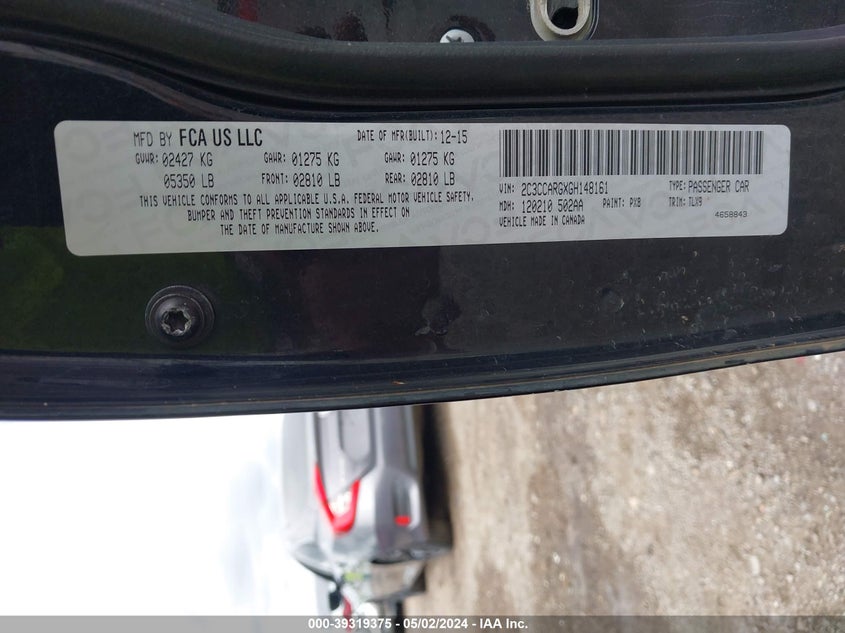 MFD BY FCA US LLC DATE OF MFR(BUILT): 12-15
GVWR: 02427 KG GAWR: 01275 KG GAWR: 01275 KG
05350 LB FRONT: 02810 LB REAR: 02810 LB
THIS VEHICLE CONFORMS TO ALL APPLICABLE U.S.A. FEDERAL MOTOR VEHICLE SAFETY,
BUMPER AND THEFT PREVENTION STANDARDS IN EFFECT ON
THE DATE OF MANUFACTURE SHOWN ABOVE.
VIN: 2C3CCARGXGH148161 TYPE: PASSENGER CAR
MDH: 120210 502AA PAINT: PX8 TRIM: TLX9
VEHICLE MADE IN CANADA 4658843
000-39319375 - 05/02/2024 - IAA Inc.